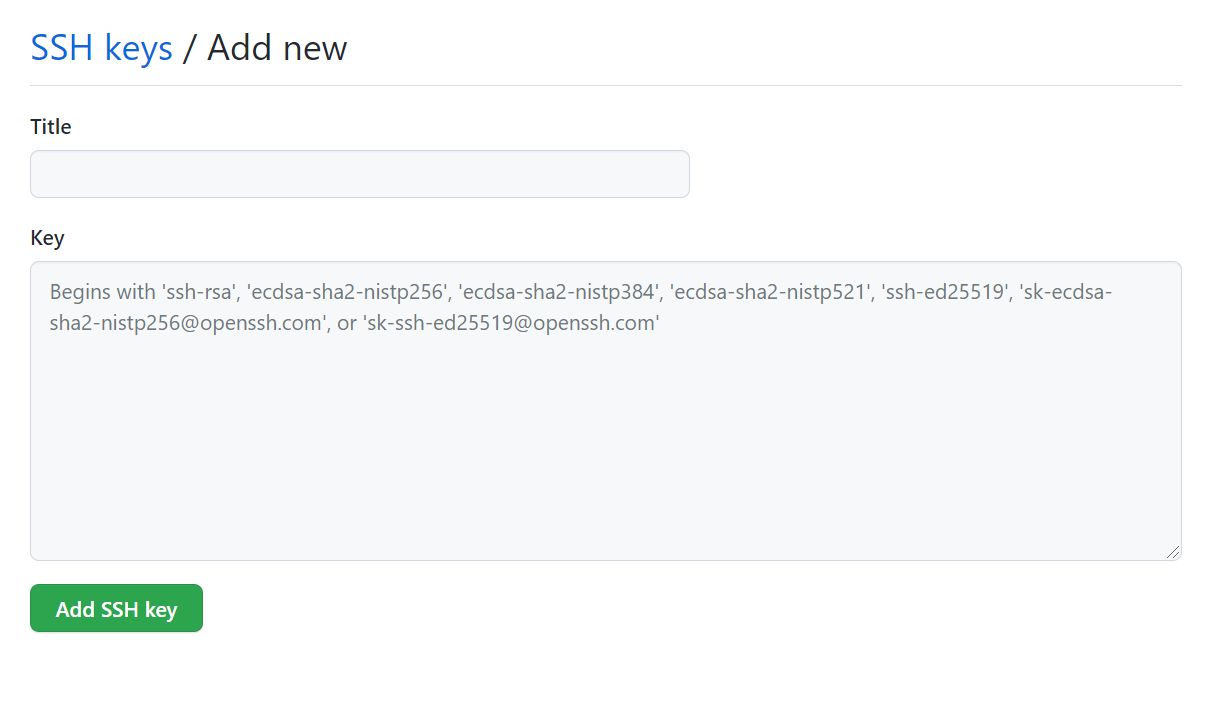 SSH keys / Add new
Title
Key
Begins with 'ssh-rsa', 'ecdsa-sha2-nistp256', 'ecdsa-sha2-nistp384', 'ecdsa-sha2-nistp521', 'ssh-ed25519', 'sk-ecdsa-
sha2-nistp256@openssh.com', or 'sk-ssh-ed25519@openssh.com'
Add SSH key